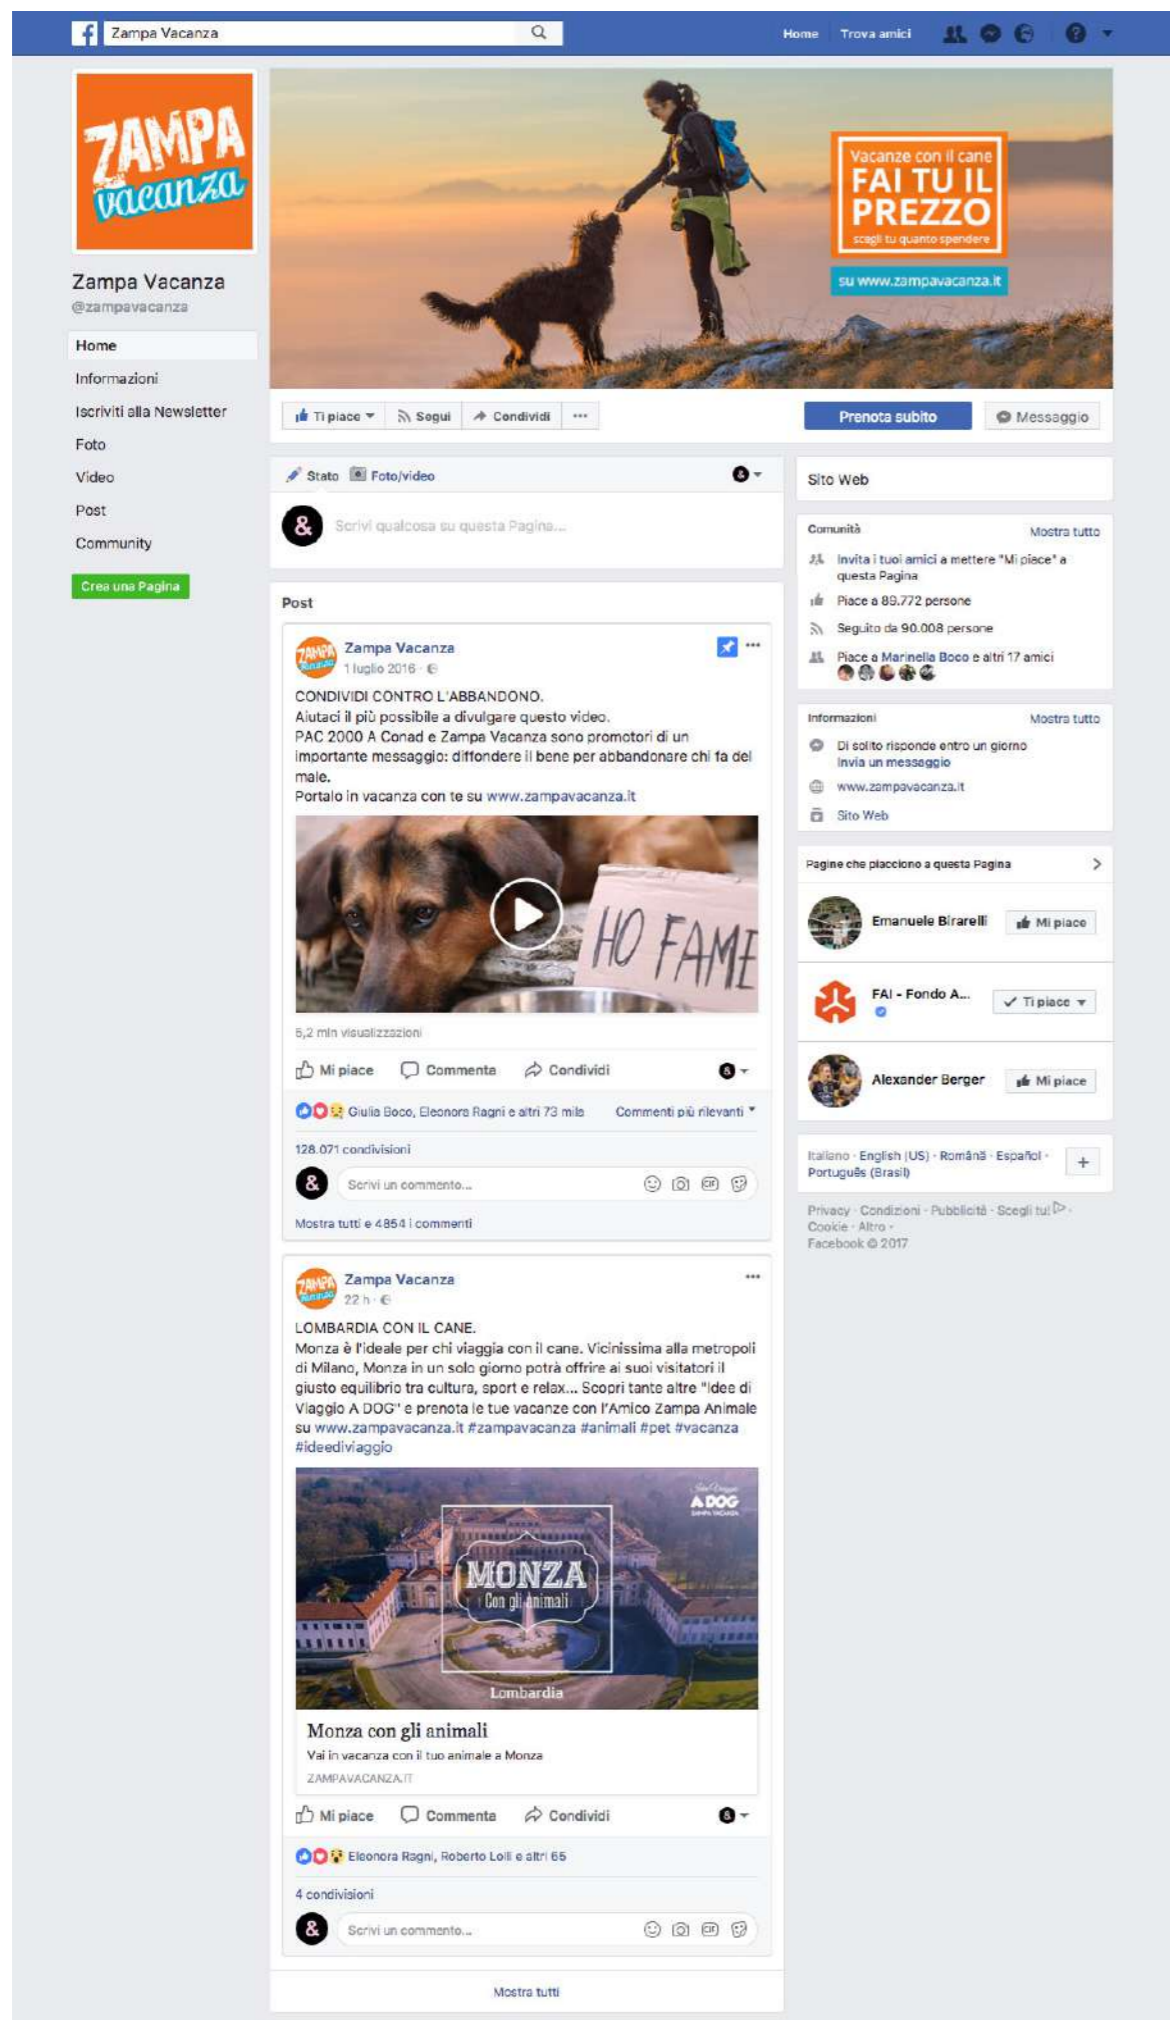 Zampa Vacanza
Home
Trova amici
ZAMPA
vacanza
Vacanze con il cane
FAI TU IL
PREZZO
scegli tu quanto spendere
su www.zampavacanza.it
Zampa Vacanza
@zampavacanza
Home
Informazioni
Iscriviti alla Newsletter
Foto
Video
Post
Community
Crea una Pagina
Ti piace
Segui
Condividi
Prenota subito
Messaggio
Stato
Foto/video
&
&
Scrivi qualcosa su questa Pagina...
Post
Zampa Vacanza
1 luglio 2016
CONDIVIDI CONTRO L'ABBANDONO.
Aiutaci il più possibile a divulgare questo video.
PAC 2000 A Conad e Zampa Vacanza sono promotori di un
importante messaggio: diffondere il bene per abbandonare chi fa del
male.
Portalo in vacanza con te su www.zampavacanza.it
HO FAME
5,2 mln visualizzazioni
Mi piace
Commenta
Condividi
&
Giulia Boco, Eleonora Ragni e altri 73 mila
Commenti più rilevanti
128.071 condivisioni
&
Scrivi un commento...
GIF
Mostra tutti e 4854 i commenti
Zampa Vacanza
22 h
LOMBARDIA CON IL CANE.
Monza è l'ideale per chi viaggia con il cane. Vicinissima alla metropoli
di Milano, Monza in un solo giorno potrà offrire ai suoi visitatori il
giusto equilibrio tra cultura, sport e relax... Scopri tante altre "Idee di
Viaggio A DOG" e prenota le tue vacanze con l'Amico Zampa Animale
su www.zampavacanza.it #zampavacanza #animali #pet #vacanza
#ideediviaggio
A DOG
ZAMPA VACANZA
MONZA
Con gli animali
Lombardia
Monza con gli animali
Vai in vacanza con il tuo animale a Monza
ZAMPAVACANZA.IT
Mi piace
Commenta
Condividi
&
Eleonora Ragni, Roberto Lolli e altri 65
4 condivisioni
&
Scrivi un commento...
GIF
Mostra tutti
Sito Web
Comunità
Mostra tutto
Invita i tuoi amici a mettere "Mi piace" a
questa Pagina
Piace a 89.772 persone
Seguito da 90.008 persone
Piace a Marinella Boco e altri 17 amici
Informazioni
Mostra tutto
Di solito risponde entro un giorno
Invia un messaggio
www.zampavacanza.it
Sito Web
Pagine che piacciono a questa Pagina
Emanuele Birarelli
Mi piace
FAI - Fondo A...
Ti piace
Alexander Berger
Mi piace
Italiano · English (US) · Română · Español ·
Português (Brasil)
Privacy · Condizioni · Pubblicità · Scegli tu! ·
Cookie · Altro ·
Facebook © 2017